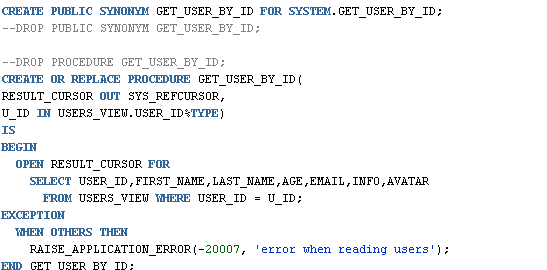 CREATE PUBLIC SYNONYM GET_USER_BY_ID FOR SYSTEM.GET_USER_BY_ID;
--DROP PUBLIC SYNONYM GET_USER_BY_ID;

--DROP PROCEDURE GET_USER_BY_ID;
CREATE OR REPLACE PROCEDURE GET_USER_BY_ID(
RESULT_CURSOR OUT SYS_REFCURSOR,
U_ID IN USERS_VIEW.USER_ID%TYPE)
IS
BEGIN
  OPEN RESULT_CURSOR FOR
    SELECT USER_ID,FIRST_NAME,LAST_NAME,AGE,EMAIL,INFO,AVATAR
      FROM USERS_VIEW WHERE USER_ID = U_ID;
EXCEPTION
  WHEN OTHERS THEN
    RAISE_APPLICATION_ERROR(-20007, 'error when reading users');
END GET_USER_BY_ID;